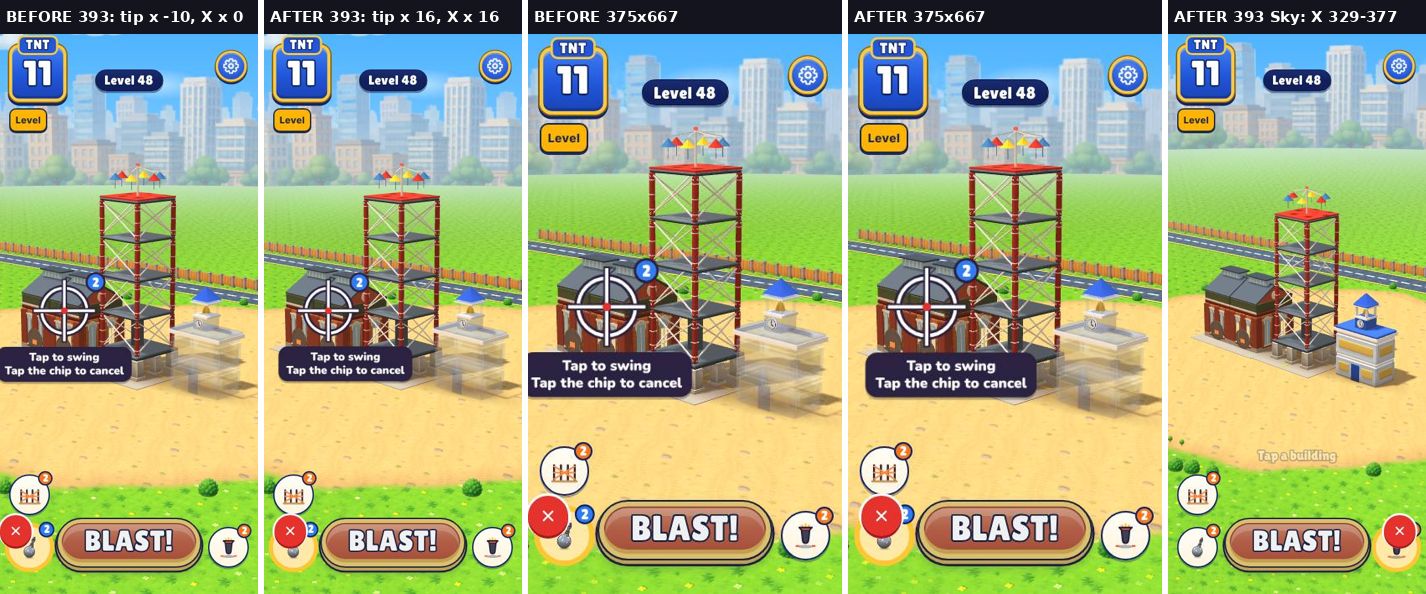 BEFORE 393: tip x -10, X x 0
TNT
11
Level 48
Level
2
Tap to swing
Tap the chip to cancel
2
2
BLAST!
2
AFTER 393: tip x 16, X x 16
TNT
11
Level 48
Level
2
Tap to swing
Tap the chip to cancel
2
2
BLAST!
2
BEFORE 375x667
TNT
11
Level 48
Level
2
Tap to swing
Tap the chip to cancel
2
2
BLAST!
2
AFTER 375x667
TNT
11
Level 48
Level
2
Tap to swing
Tap the chip to cancel
2
2
BLAST!
2
AFTER 393 Sky: X 329-377
TNT
11
Level 48
Level
Tap a building
2
2
BLAST!